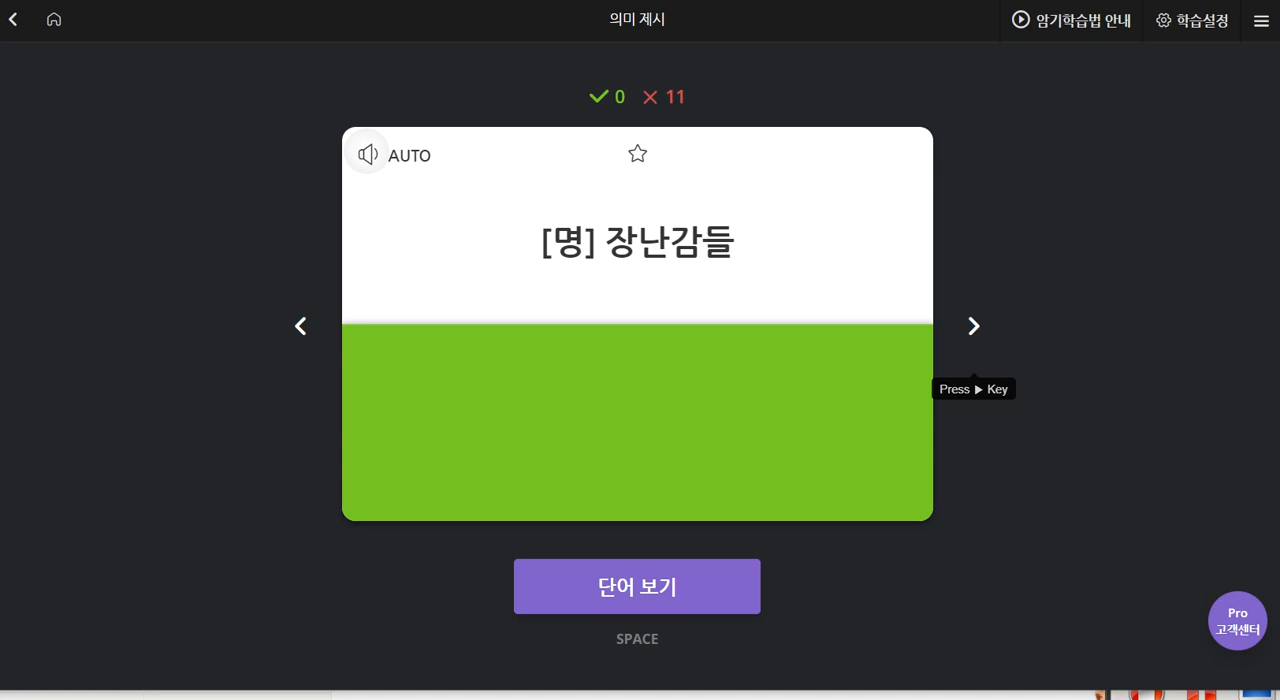 의미 제시
암기학습법 안내
학습설정
0
11
AUTO
[명] 장난감들
Press ▶ Key
단어 보기
SPACE
Pro
고객센터